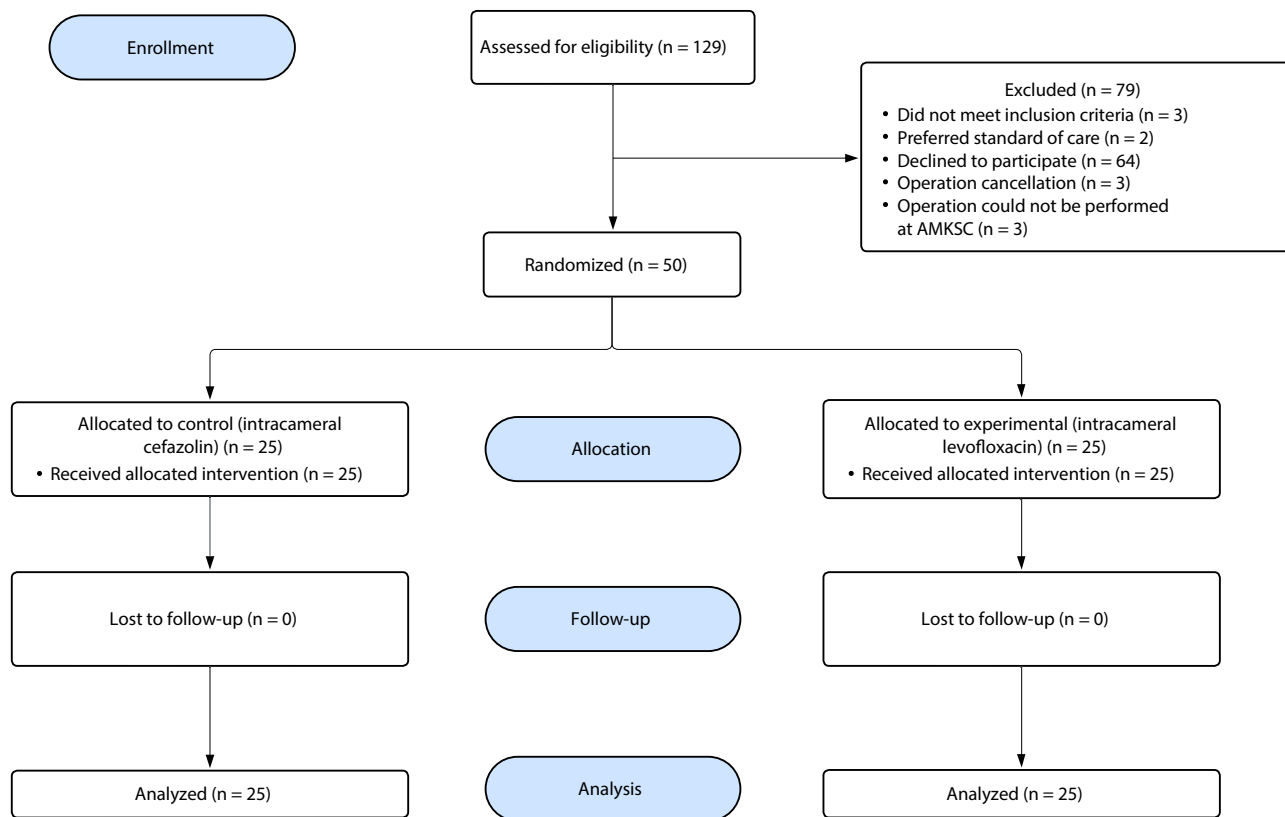 Enrollment
Assessed for eligibility (n = 129)
Excluded (n = 79)
• Did not meet inclusion criteria (n = 3)
• Preferred standard of care (n = 2)
• Declined to participate (n = 64)
• Operation cancellation (n = 3)
• Operation could not be performed
at AMKSC (n = 3)
Randomized (n = 50)
Allocated to control (intracameral
cefazolin) (n = 25)
• Received allocated intervention (n = 25)
Allocation
Allocated to experimental (intracameral
levofloxacin) (n = 25)
• Received allocated intervention (n = 25)
Lost to follow-up (n = 0)
Follow-up
Lost to follow-up (n = 0)
Analyzed (n = 25)
Analysis
Analyzed (n = 25)